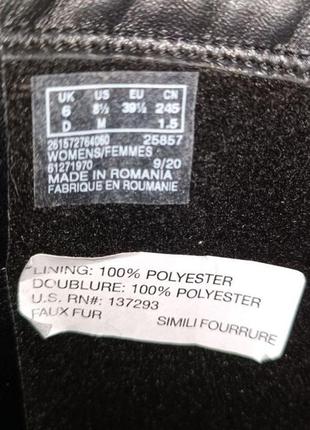 UK US EU CN
6 8½ 39½ 245
D M 1.5
261572764060 25857
WOMENS/FEMMES
61271970 9/20
MADE IN ROMANIA
FABRIQUE EN ROUMANIE
LINING: 100% POLYESTER
DOUBLURE: 100% POLYESTER
U.S. RN#: 137293
FAUX FUR SIMILI FOURRURE